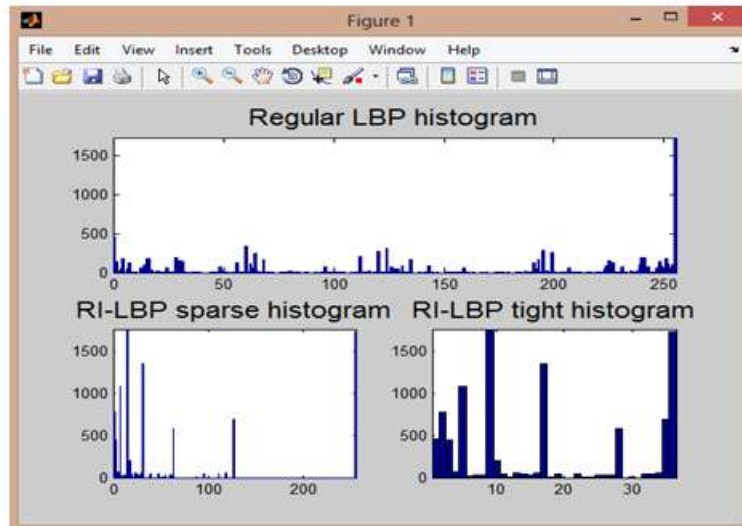 Figure 1
File Edit View Insert Tools Desktop Window Help
Regular LBP histogram
1500
1000
500
0
0 50 100 150 200 250
RI-LBP sparse histogram RI-LBP tight histogram
1500 1500
1000 1000
500 500
0 0
0 100 200 10 20 30